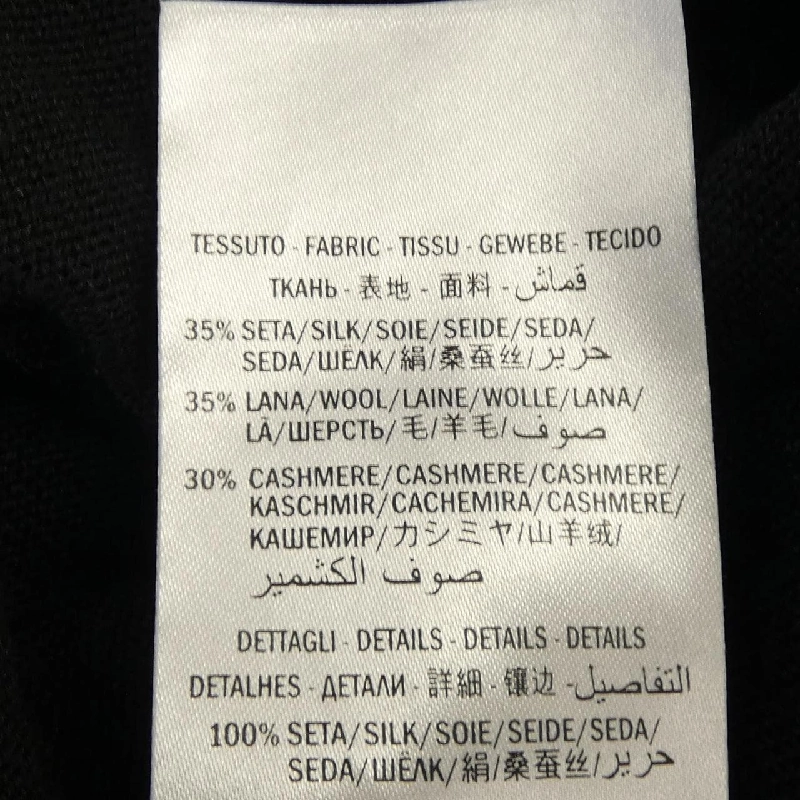 TESSUTO - FABRIC - TISSU - GEWEBE - TECIDO
ТКАНЬ - 表地 - 面料 - قماش
35% SETA/SILK/SOIE/SEIDE/SEDA/
SEDA/ШЁЛК/絹/桑蚕丝/حرير
35% LANA/WOOL/LAINE/WOLLE/LANA/
LÃ/ШЕРСТЬ/毛/羊毛/صوف
30% CASHMERE/CASHMERE/CASHMERE/
KASCHMIR/CACHEMIRA/CASHMERE/
КАШЕМИР/カシミヤ/山羊绒/
صوف الكشمير
DETTAGLI - DETAILS - DETAILS - DETAILS
DETALHES - ДЕТАЛИ - 詳細 - 镶边 - التفاصيل
100% SETA/SILK/SOIE/SEIDE/SEDA/
SEDA/ШЁЛК/絹/桑蚕丝/حرير